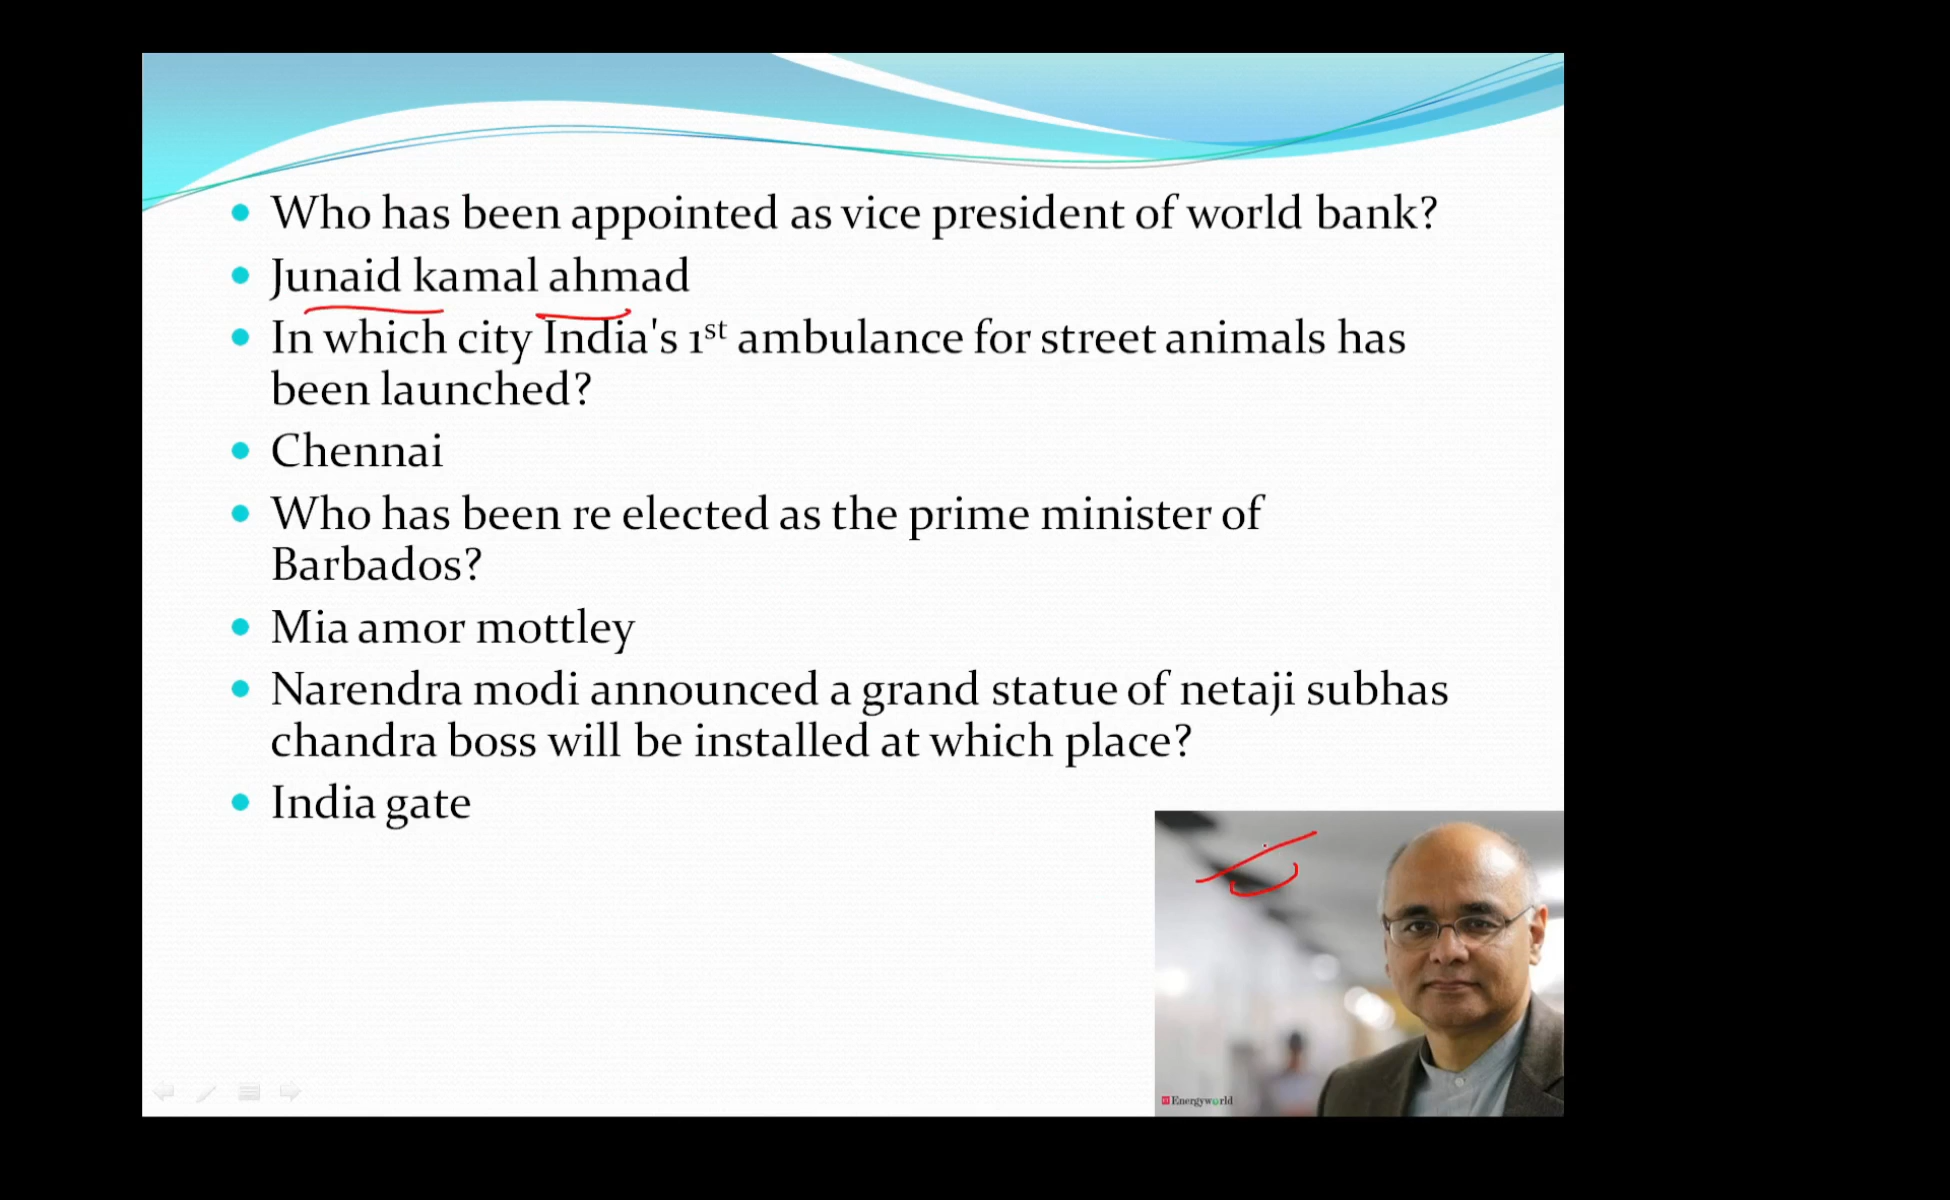 Who has been appointed as vice president of world bank?
Junaid kamal ahmad
In which city India's 1st ambulance for street animals has
been launched?
Chennai
Who has been re elected as the prime minister of
Barbados?
Mia amor mottley
Narendra modi announced a grand statue of netaji subhas
chandra boss will be installed at which place?
India gate
ET Energyworld